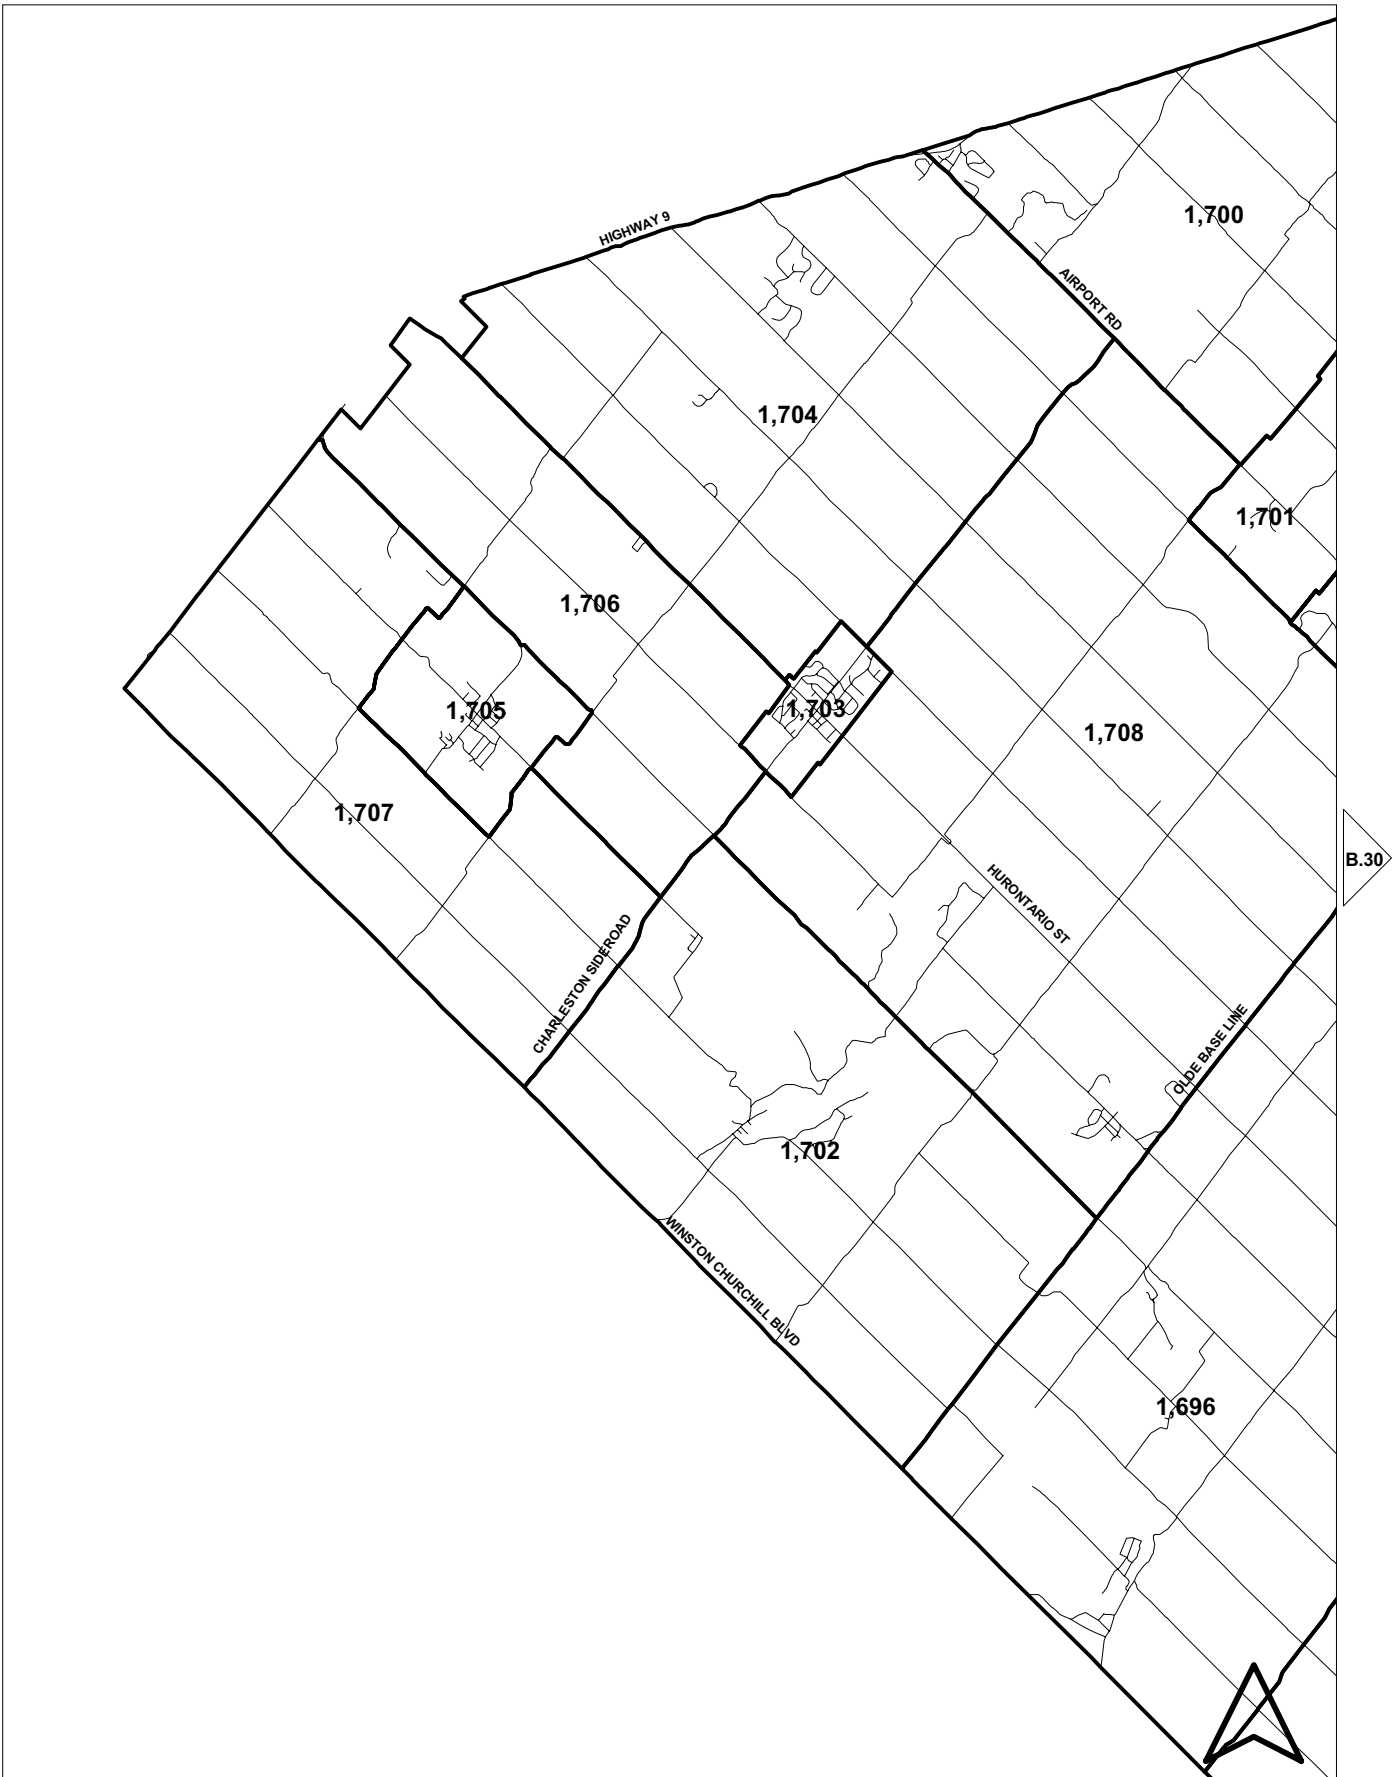 1,700
HIGHWAY 9
AIRPORT RD
1,704
1,701
1,706
1,705
1,703
1,708
1,707
B.30
HURONTARIO ST
CHARLESTON SIDEROAD
OLDE BASE LINE
1,702
WINSTON CHURCHILL BLVD
1,696